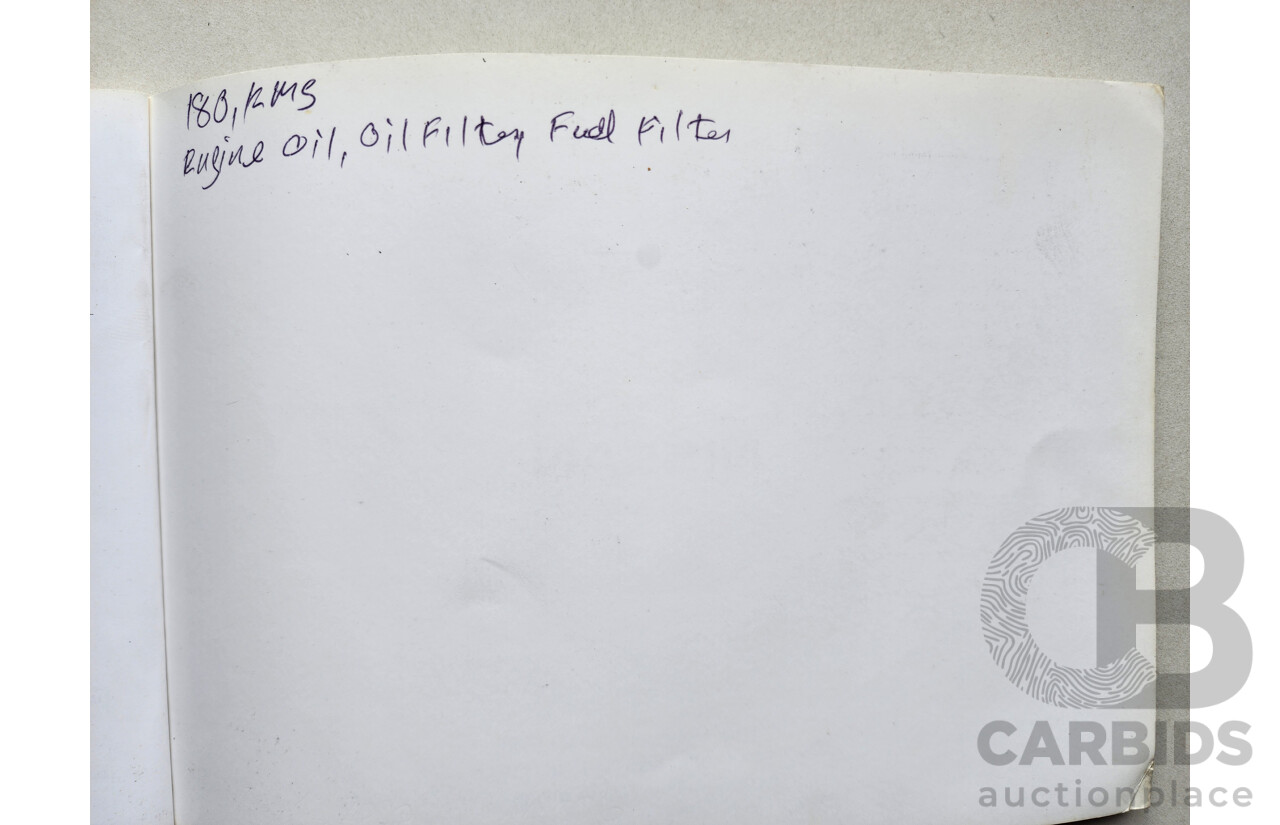 180, KMS
Engine Oil, Oil Filter, Fuel Filter
CARBIDS
auctionplace